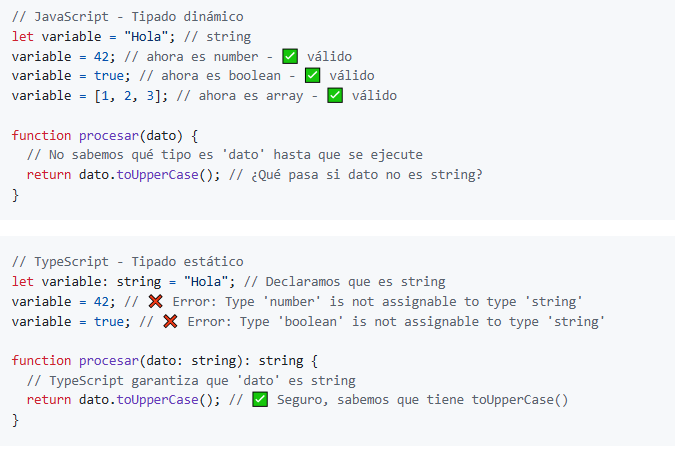 // JavaScript - Tipado dinámico
let variable = "Hola"; // string
variable = 42; // ahora es number - ✅ válido
variable = true; // ahora es boolean - ✅ válido
variable = [1, 2, 3]; // ahora es array - ✅ válido

function procesar(dato) {
  // No sabemos qué tipo es 'dato' hasta que se ejecute
  return dato.toUpperCase(); // ¿Qué pasa si dato no es string?
}

// TypeScript - Tipado estático
let variable: string = "Hola"; // Declaramos que es string
variable = 42; // ❌ Error: Type 'number' is not assignable to type 'string'
variable = true; // ❌ Error: Type 'boolean' is not assignable to type 'string'

function procesar(dato: string): string {
  // TypeScript garantiza que 'dato' es string
  return dato.toUpperCase(); // ✅ Seguro, sabemos que tiene toUpperCase()
}